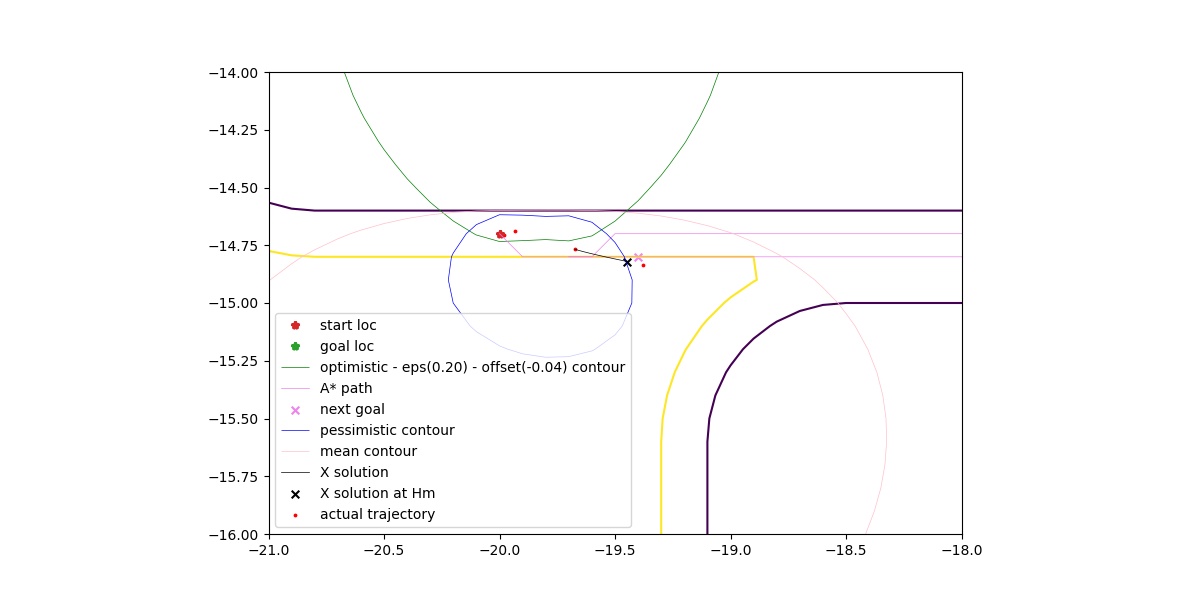 −14.00
−14.25
−14.50
−14.75
−15.00
−15.25
−15.50
−15.75
−16.00
start loc
goal loc
optimistic - eps(0.20) - offset(-0.04) contour
A* path
next goal
pessimistic contour
mean contour
X solution
X solution at Hm
actual trajectory
−21.0 −20.5 −20.0 −19.5 −19.0 −18.5 −18.0